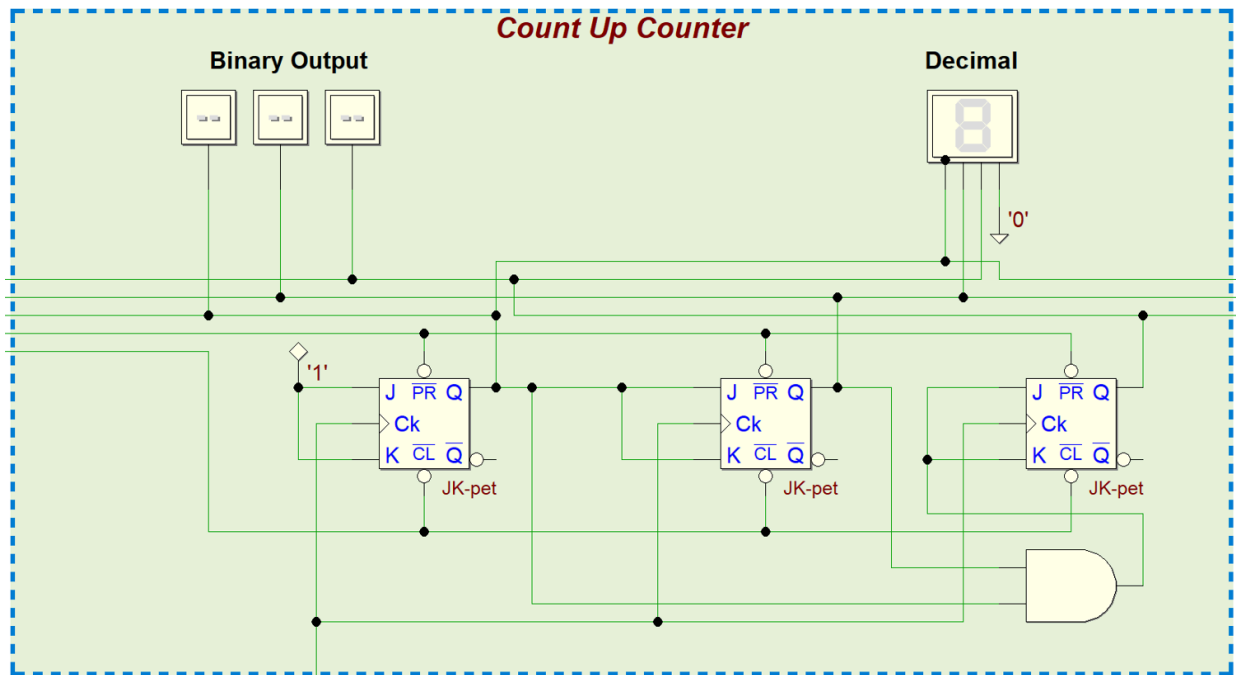 Count Up Counter
Binary Output
Decimal
-- -- --
8
'0'
'1'
J PR Q
Ck
K CL Q
JK-pet
J PR Q
Ck
K CL Q
JK-pet
J PR Q
Ck
K CL Q
JK-pet